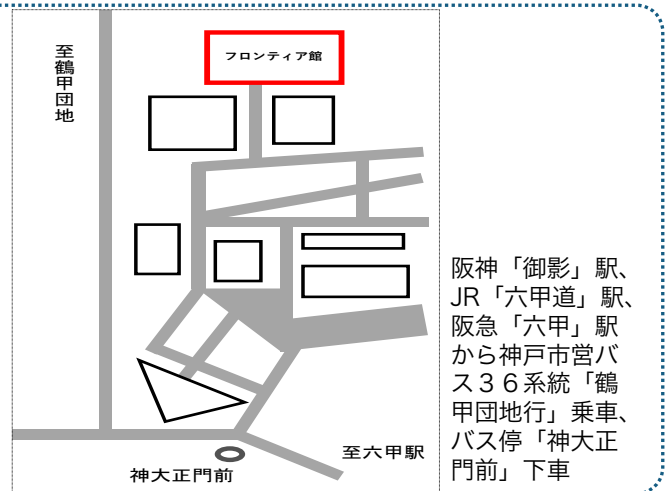 至鶴甲団地
フロンティア館
阪神「御影」駅、
JR「六甲道」駅、
阪急「六甲」駅
から神戸市営バ
ス３６系統「鶴
甲団地行」乗車、
バス停「神大正
門前」下車
至六甲駅
神大正門前